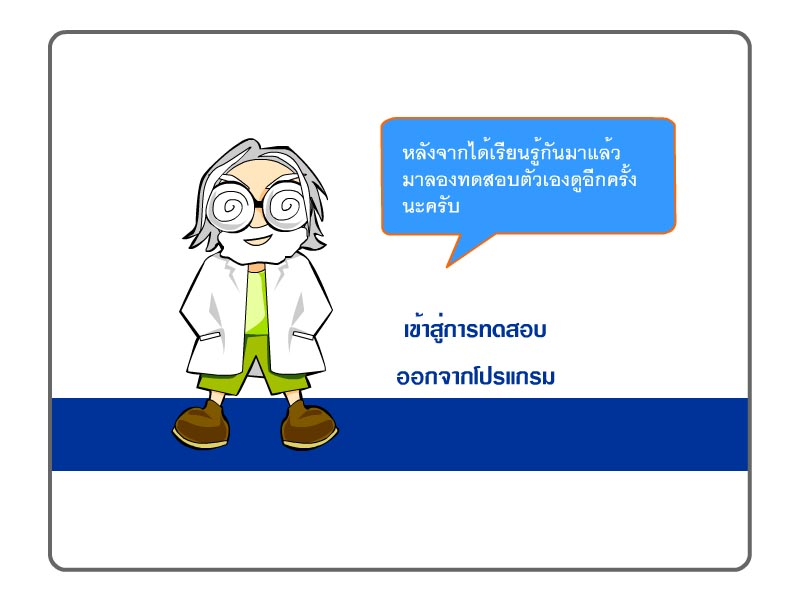 หลังจากได้เรียนรู้กันมาแล้ว
มาลองทดสอบตัวเองดูอีกครั้ง
นะครับ
เข้าสู่การทดสอบ
ออกจากโปรแกรม